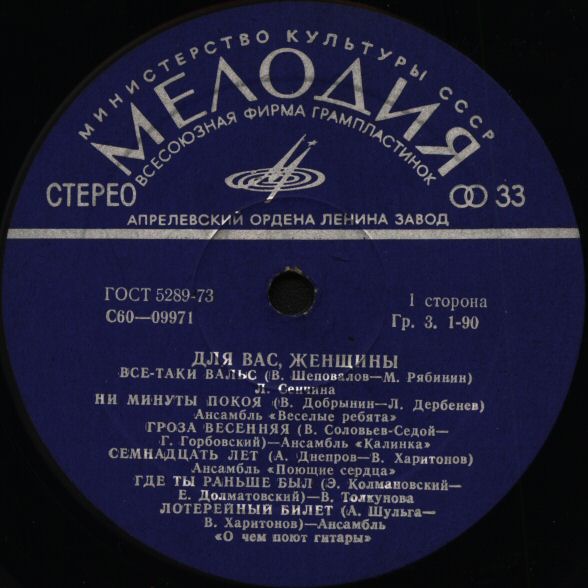 МИНИСТЕРСТВО КУЛЬТУРЫ СССР
МЕЛОДИЯ
ВСЕСОЮЗНАЯ ФИРМА ГРАМПЛАСТИНОК
СТЕРЕО
33
АПРЕЛЕВСКИЙ ОРДЕНА ЛЕНИНА ЗАВОД
ГОСТ 5289-73
С60—09971
1 сторона
Гр. 3. 1-90
ДЛЯ ВАС, ЖЕНЩИНЫ
ВСЕ-ТАКИ ВАЛЬС (В. Шеповалов—М. Рябинин)
Л. Сенчина
НИ МИНУТЫ ПОКОЯ (В. Добрынин—Л. Дербенев)
Ансамбль «Веселые ребята»
ГРОЗА ВЕСЕННЯЯ (В. Соловьев-Седой—
Г. Горбовский)—Ансамбль «Калинка»
СЕМНАДЦАТЬ ЛЕТ (А. Днепров—В. Харитонов)
Ансамбль «Поющие сердца»
ГДЕ ТЫ РАНЬШЕ БЫЛ (Э. Колмановский—
Е. Долматовский)—В. Толкунова
ЛОТЕРЕЙНЫЙ БИЛЕТ (А. Шульга—
В. Харитонов)—Ансамбль
«О чем поют гитары»